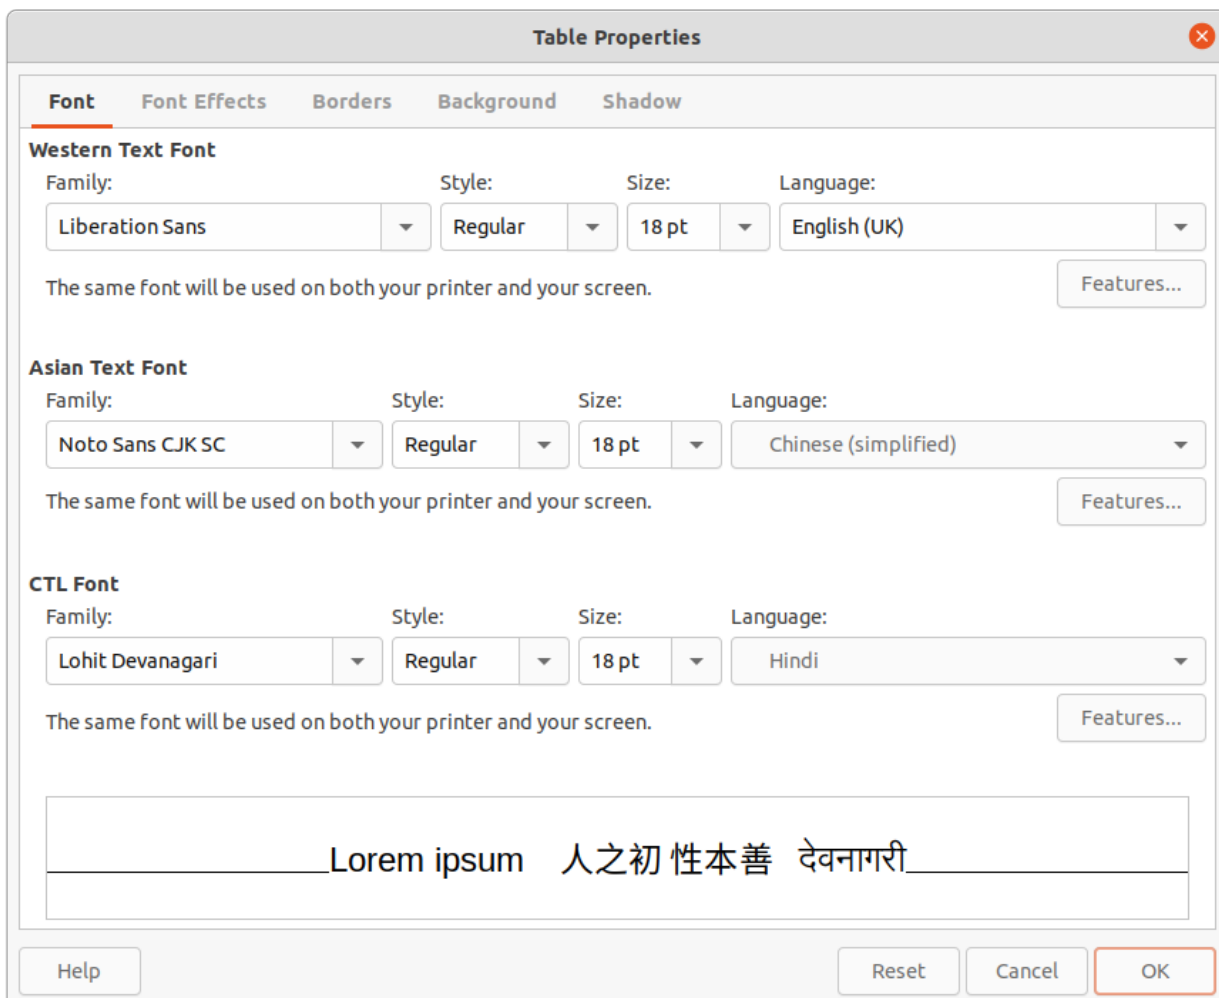 Table Properties
Font Font Effects Borders Background Shadow
Western Text Font
Family: Style: Size: Language:
Liberation Sans Regular 18 pt English (UK)
The same font will be used on both your printer and your screen. Features...
Asian Text Font
Family: Style: Size: Language:
Noto Sans CJK SC Regular 18 pt Chinese (simplified)
The same font will be used on both your printer and your screen. Features...
CTL Font
Family: Style: Size: Language:
Lohit Devanagari Regular 18 pt Hindi
The same font will be used on both your printer and your screen. Features...
Lorem ipsum 人之初 性本善 देवनागरी
Help Reset Cancel OK